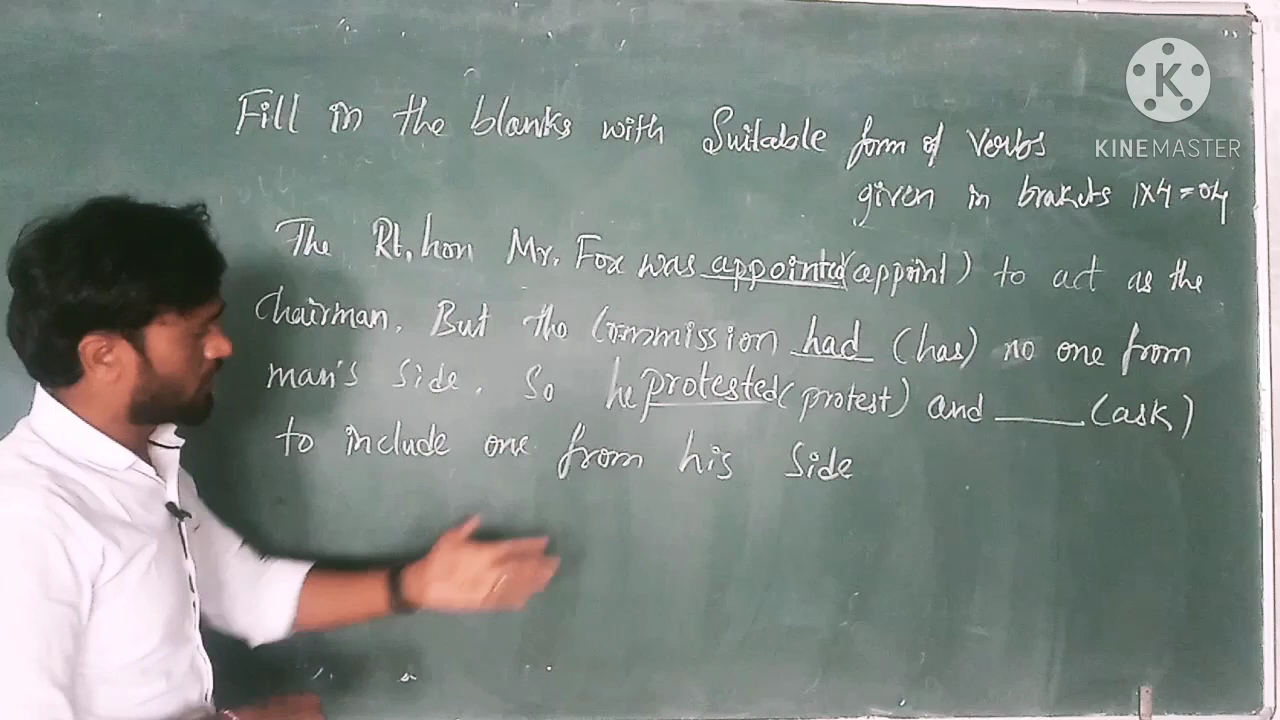 Fill in the blanks with Suitable form of Verbs
given in brakets 1x4=04
The Rt. hon Mr. Fox was appointed (appoint) to act as the
Chairman. But the Commission had (has) no one from
man's side. So he protested (protest) and ____ (ask)
to include one from his side
K
KINEMASTER